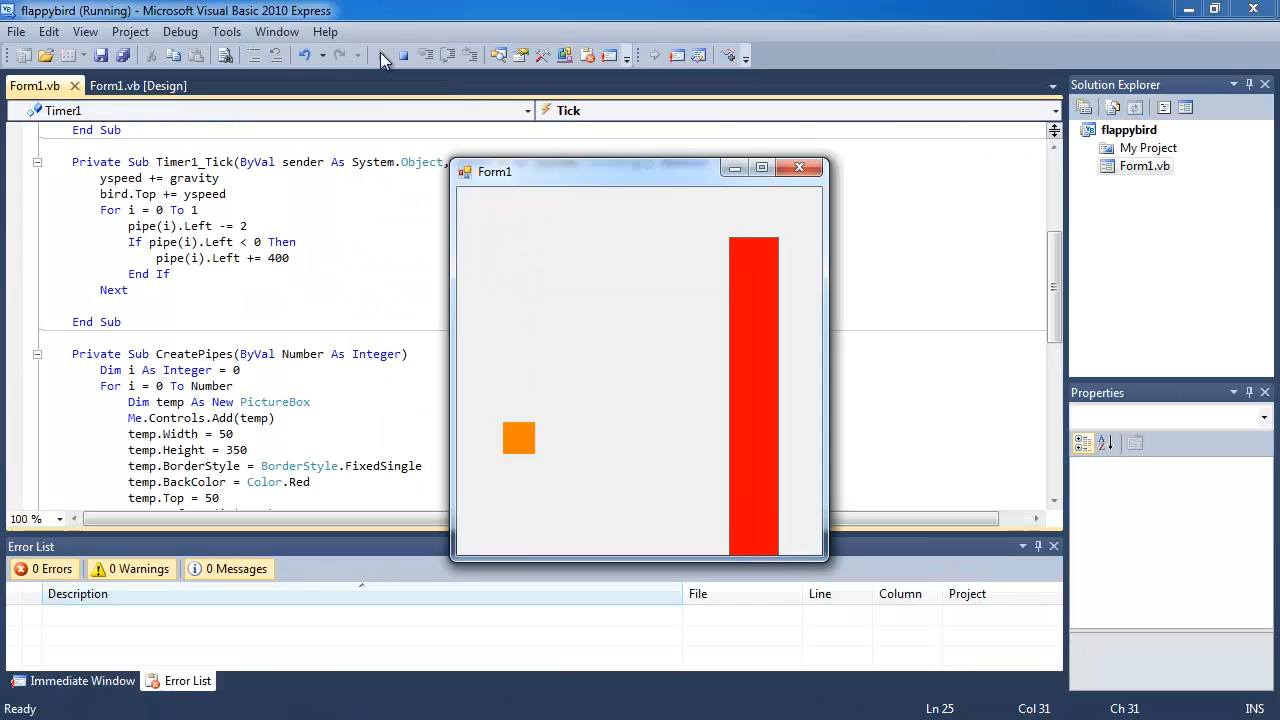 flappybird (Running) - Microsoft Visual Basic 2010 Express
File Edit View Project Debug Tools Window Help
Form1.vb Form1.vb [Design]
Timer1 Tick
End Sub
Private Sub Timer1_Tick(ByVal sender As System.Object,
yspeed += gravity
bird.Top += yspeed
For i = 0 To 1
pipe(i).Left -= 2
If pipe(i).Left < 0 Then
pipe(i).Left += 400
End If
Next
End Sub
Private Sub CreatePipes(ByVal Number As Integer)
Dim i As Integer = 0
For i = 0 To Number
Dim temp As New PictureBox
Me.Controls.Add(temp)
temp.Width = 50
temp.Height = 350
temp.BorderStyle = BorderStyle.FixedSingle
temp.BackColor = Color.Red
temp.Top = 50
100 %
Form1
Solution Explorer
flappybird
My Project
Form1.vb
Properties
Error List
0 Errors 0 Warnings 0 Messages
Description File Line Column Project
Immediate Window Error List
Ready Ln 25 Col 31 Ch 31 INS